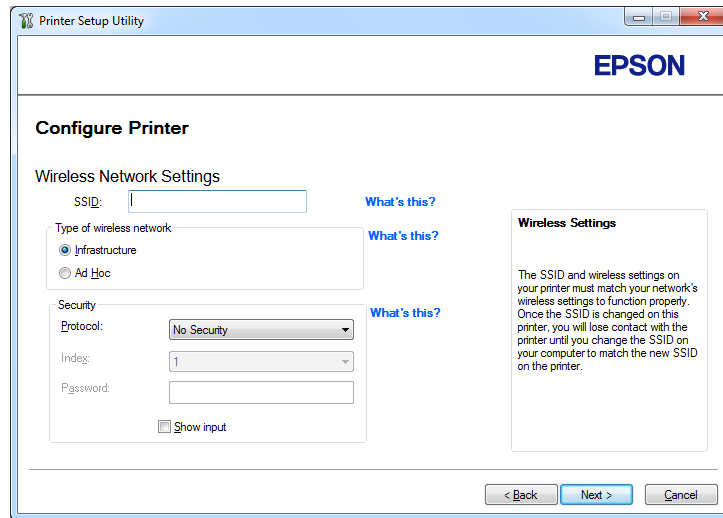 Printer Setup Utility
EPSON
Configure Printer
Wireless Network Settings
SSID:
What's this?
Type of wireless network
What's this?
Infrastructure
Ad Hoc
Security
What's this?
Protocol:
No Security
Index:
1
Password:
Show input
Wireless Settings
The SSID and wireless settings on
your printer must match your network's
wireless settings to function properly.
Once the SSID is changed on this
printer, you will lose contact with the
printer until you change the SSID on
your computer to match the new SSID
on the printer.
< Back
Next >
Cancel